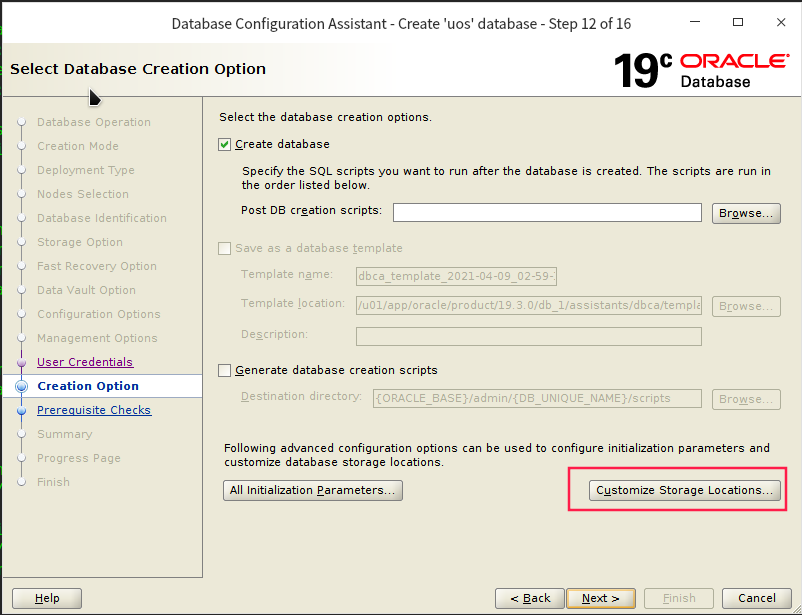 Database Configuration Assistant - Create 'uos' database - Step 12 of 16
Select Database Creation Option
19c ORACLE
Database
Database Operation
Creation Mode
Deployment Type
Nodes Selection
Database Identification
Storage Option
Fast Recovery Option
Data Vault Option
Configuration Options
Management Options
User Credentials
Creation Option
Prerequisite Checks
Summary
Progress Page
Finish
Select the database creation options.
Create database
Specify the SQL scripts you want to run after the database is created. The scripts are run in
the order listed below.
Post DB creation scripts:
Browse...
Save as a database template
Template name: dbca_template_2021-04-09_02-59-
Template location: /u01/app/oracle/product/19.3.0/db_1/assistants/dbca/templa
Browse...
Description:
Generate database creation scripts
Destination directory: {ORACLE_BASE}/admin/{DB_UNIQUE_NAME}/scripts
Browse...
Following advanced configuration options can be used to configure initialization parameters and
customize database storage locations.
All Initialization Parameters... Customize Storage Locations...
Help < Back Next > Finish Cancel